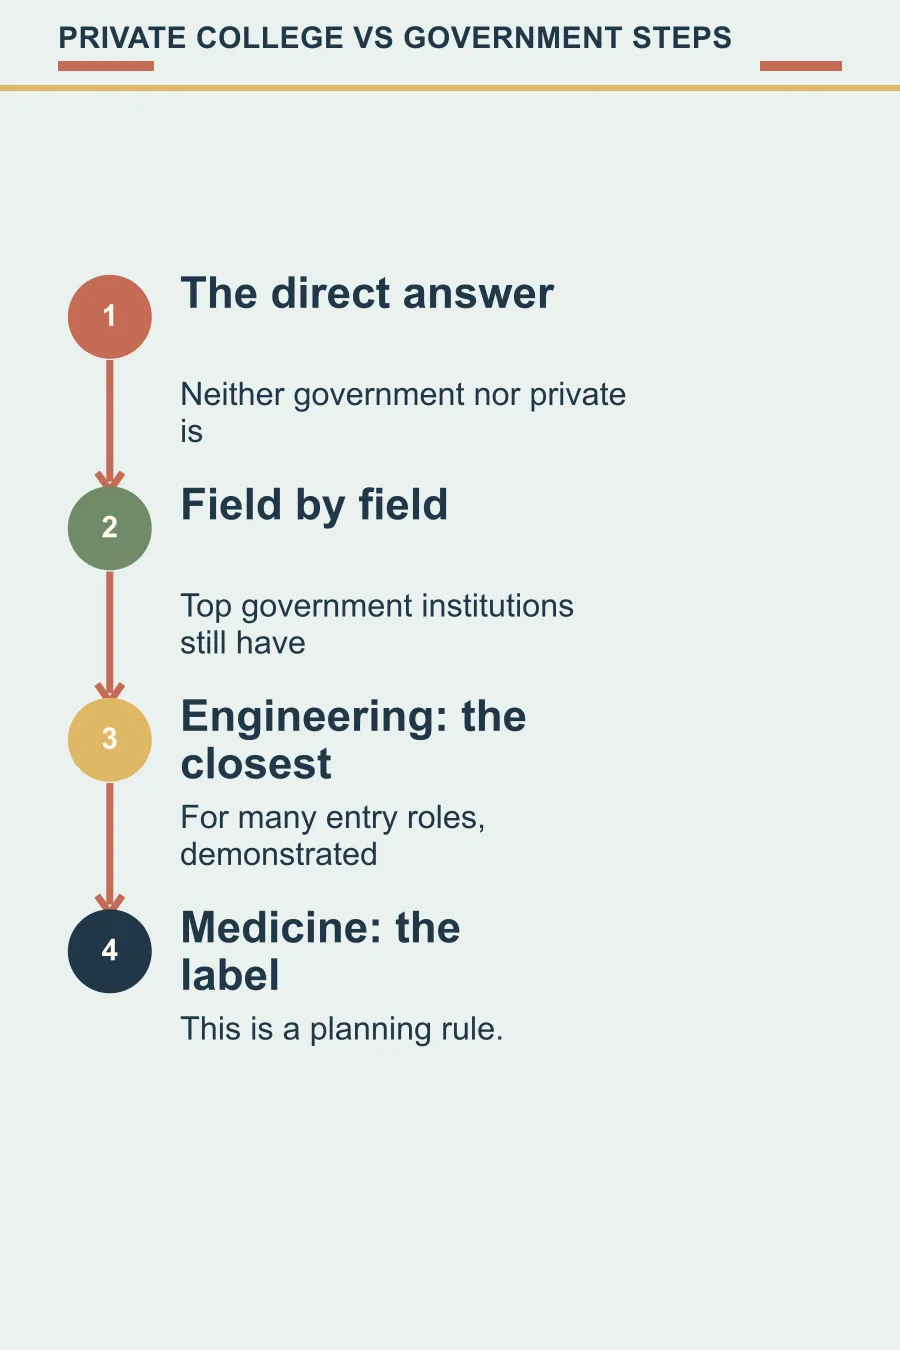 PRIVATE COLLEGE VS GOVERNMENT STEPS
1
The direct answer
Neither government nor private
is
2
Field by field
Top government institutions
still have
3
Engineering: the
closest
For many entry roles,
demonstrated
4
Medicine: the
label
This is a planning rule.